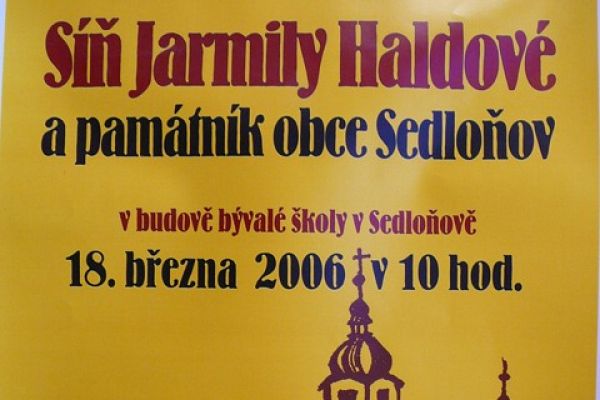 Síň Jarmily Haldové
a památník obce Sedloňov
v budově bývalé školy v Sedloňově
18. března 2006 v 10 hod.